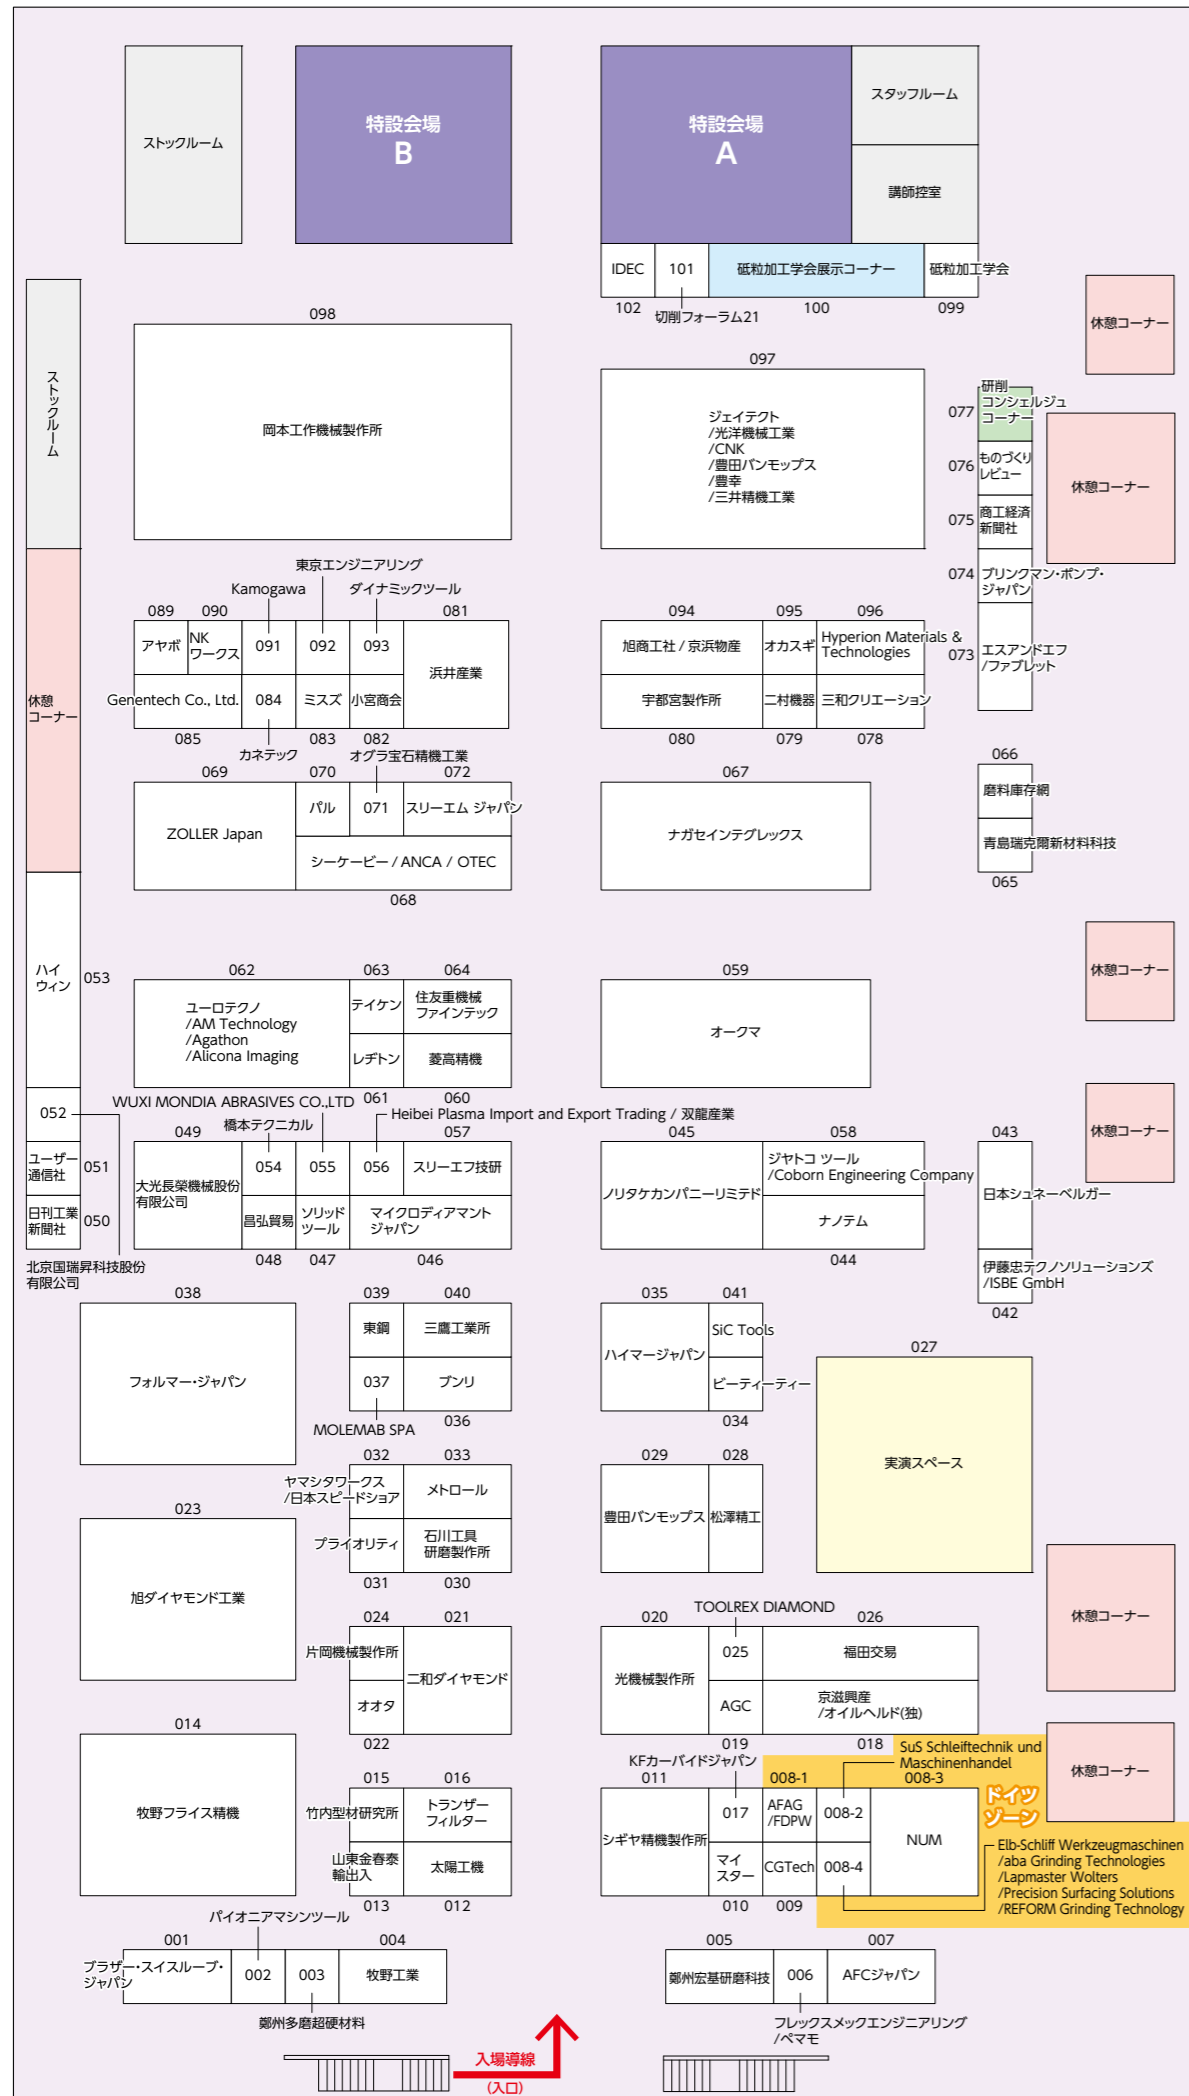 ストックルーム
特設会場
B
特設会場
A
スタッフルーム
講師控室
IDEC
101
砥粒加工学会展示コーナー
砥粒加工学会
102
切削フォーラム21
100
099
休憩コーナー
ストックルーム
098
岡本工作機械製作所
097
ジェイテクト
/光洋機械工業
/CNK
/豊田バンモップス
/豊幸
/三井精機工業
077
研削
コンシェルジュ
コーナー
076
ものづくり
レビュー
075
商工経済
新聞社
074
ブリンクマン・ポンプ・
ジャパン
073
エスアンドエフ
/ファブレット
休憩コーナー
休憩
コーナー
東京エンジニアリング
Kamogawa
ダイナミックツール
089
090
081
アヤボ
NK
ワークス
091
092
093
浜井産業
Genentech Co., Ltd.
084
ミスズ
小宮商会
085
カネテック
083
082
094
095
096
旭商工社 / 京浜物産
オカスギ
Hyperion Materials &
Technologies
宇都宮製作所
二村機器
三和クリエーション
080
079
078
オグラ宝石精機工業
069
070
072
ZOLLER Japan
パル
071
スリーエム ジャパン
シーケービー / ANCA / OTEC
068
067
ナガセインテグレックス
066
磨料庫存網
青島瑞克爾新材料科技
065
ハイ
ウィン
053
062
063
064
ユーロテクノ
/AM Technology
/Agathon
/Alicona Imaging
テイケン
住友重機械
ファインテック
レヂトン
菱高精機
061
060
059
オークマ
休憩コーナー
052
ユーザー
通信社
051
日刊工業
新聞社
050
北京国瑞昇科技股份
有限公司
WUXI MONDIA ABRASIVES CO.,LTD
橋本テクニカル
Heibei Plasma Import and Export Trading / 双龍産業
049
057
大光長榮機械股份
有限公司
054
055
056
スリーエフ技研
昌弘貿易
ソリッド
ツール
マイクロディアマント
ジャパン
048
047
046
045
058
ノリタケカンパニーリミテド
ジヤトコ ツール
/Coborn Engineering Company
ナノテム
044
043
日本シュネーベルガー
伊藤忠テクノソリューションズ
/ISBE GmbH
042
休憩コーナー
038
フォルマー・ジャパン
039
040
東鋼
三鷹工業所
037
ブンリ
MOLEMAB SPA
036
035
041
ハイマージャパン
SiC Tools
ビーティーティー
034
027
実演スペース
032
033
ヤマシタワークス
/日本スピードショア
メトロール
プライオリティ
石川工具
研磨製作所
031
030
029
028
豊田バンモップス
松澤精工
023
旭ダイヤモンド工業
024
021
片岡機械製作所
二和ダイヤモンド
オオタ
022
TOOLREX DIAMOND
020
026
光機械製作所
025
福田交易
AGC
京滋興産
/オイルヘルド(独)
019
018
休憩コーナー
014
牧野フライス精機
015
016
竹内型材研究所
トランザー
フィルター
山東金春泰
輸出入
太陽工機
013
012
KFカーバイドジャパン
SuS Schleiftechnik und
Maschinenhandel
011
008-1
008-3
シギヤ精機製作所
017
AFAG
/FDPW
008-2
NUM
ドイツ
ゾーン
マイ
スター
CGTech
008-4
010
009
Elb-Schliff Werkzeugmaschinen
/aba Grinding Technologies
/Lapmaster Wolters
/Precision Surfacing Solutions
/REFORM Grinding Technology
休憩コーナー
パイオニアマシンツール
001
004
ブラザー・スイスルーブ・
ジャパン
002
003
牧野工業
鄭州多磨超硬材料
005
007
鄭州宏基研磨科技
006
AFCジャパン
フレックスメックエンジニアリング
/ペマモ
入場導線
(入口)